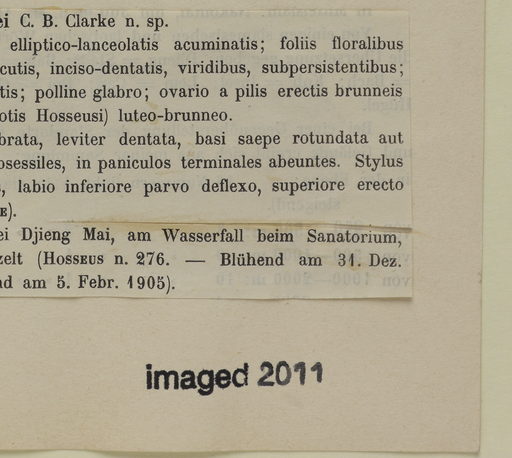 ei C. B. Clarke n. sp.
elliptico-lanceolatis acuminatis; foliis floralibus
cutis, inciso-dentatis, viridibus, subpersistentibus;
tis; polline glabro; ovario a pilis erectis brunneis
otis Hosseusi) luteo-brunneo.
brata, leviter dentata, basi saepe rotundata aut
osessiles, in paniculos terminales abeuntes. Stylus
, labio inferiore parvo deflexo, superiore erecto
E).
ei Djieng Mai, am Wasserfall beim Sanatorium,
zelt (Hosseus n. 276. — Blühend am 31. Dez.
nd am 5. Febr. 1905).
imaged 2011